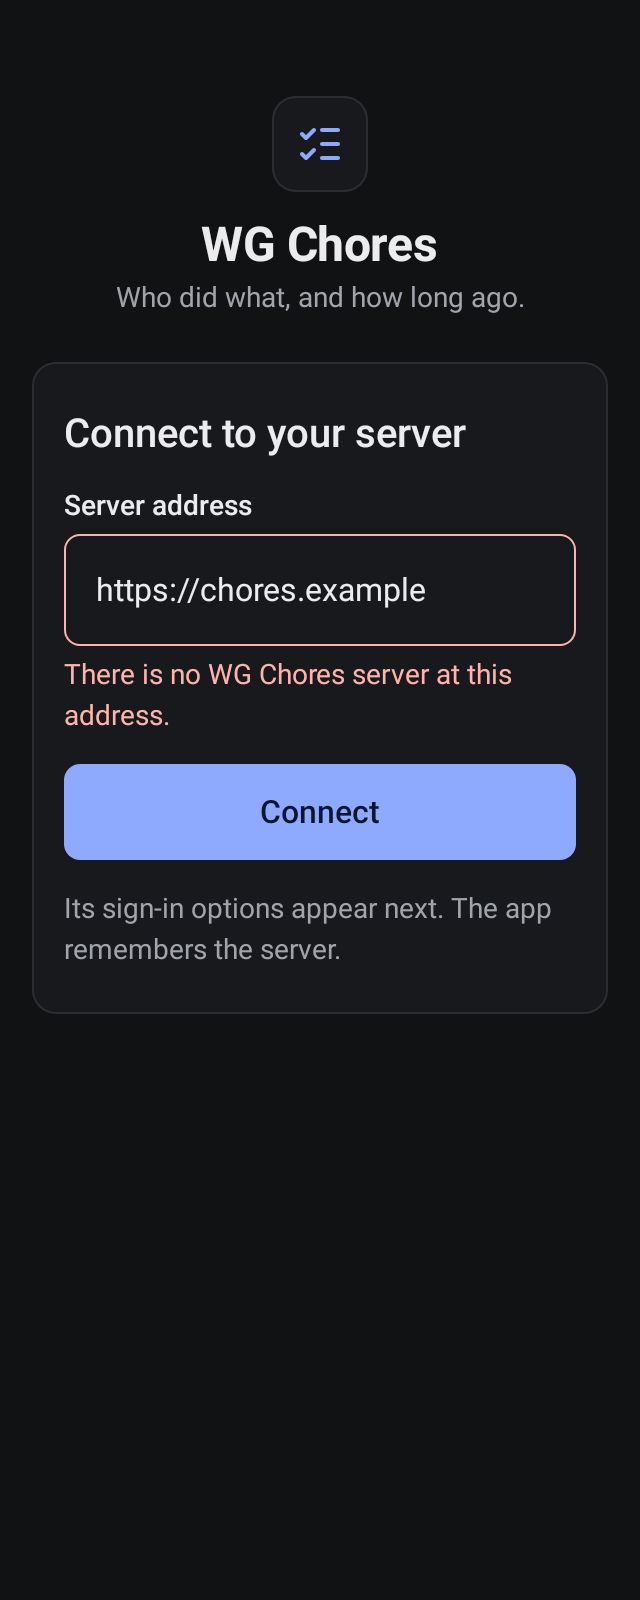 WG Chores
Who did what, and how long ago.
Connect to your server
Server address
https://chores.example
There is no WG Chores server at this
address.
Connect
Its sign-in options appear next. The app
remembers the server.